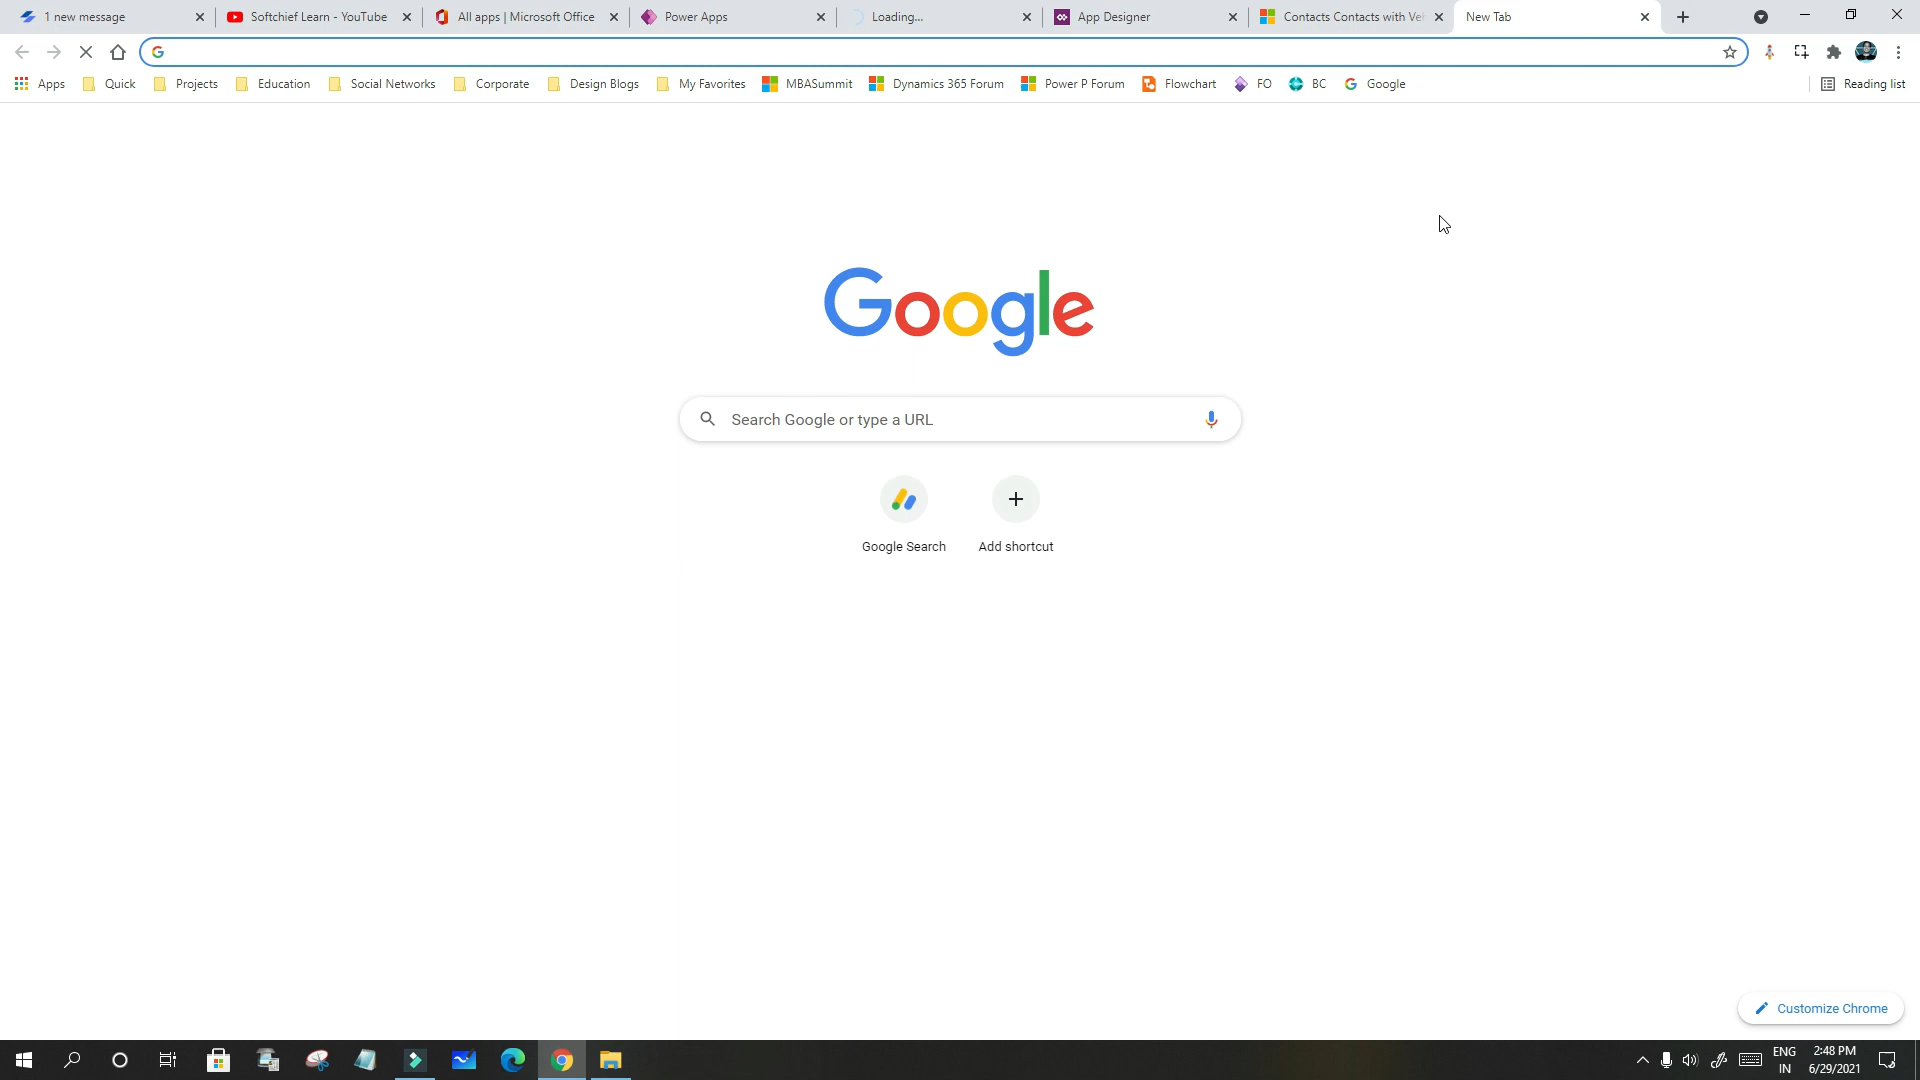 1 new message
Softchief Learn - YouTube
All apps | Microsoft Office
Power Apps
Loading...
App Designer
Contacts Contacts with Ve
New Tab
Apps
Quick
Projects
Education
Social Networks
Corporate
Design Blogs
My Favorites
MBASummit
Dynamics 365 Forum
Power P Forum
Flowchart
FO
BC
Google
Reading list
Google
Search Google or type a URL
Google Search
Add shortcut
Customize Chrome
ENG
IN
2:48 PM
6/29/2021